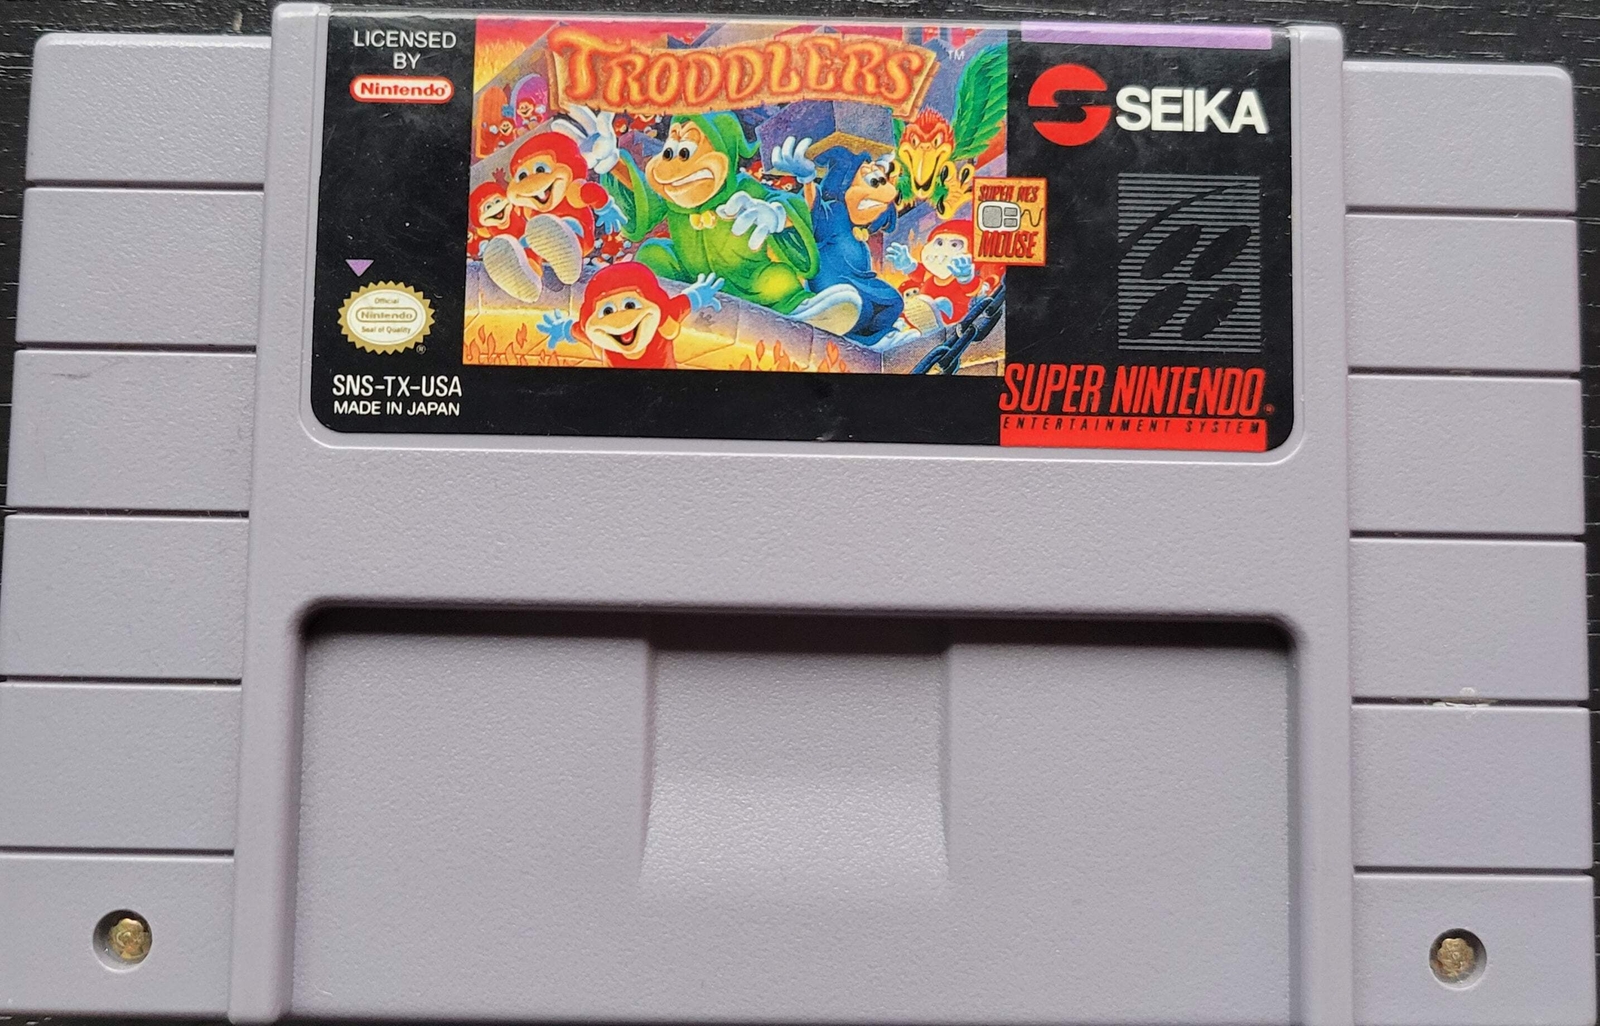 LICENSED
BY
Nintendo®
TRODDLERS™
SEIKA
SUPER NES
MOUSE
Official
Nintendo
Seal of Quality
®
SNS-TX-USA
MADE IN JAPAN
SUPER NINTENDO®
ENTERTAINMENT SYSTEM